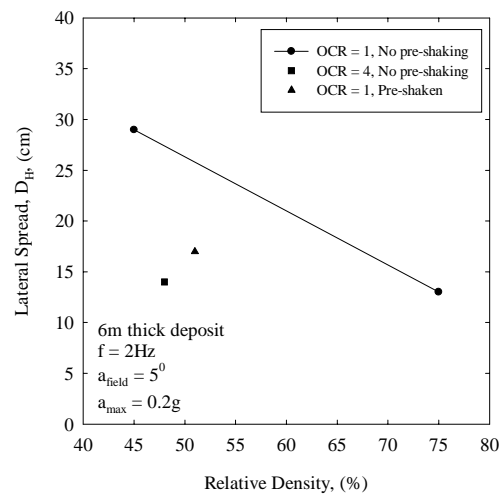 40
35
30
25
20
15
10
5
0
Lateral Spread, D_H, (cm)
OCR = 1, No pre-shaking
OCR = 4, No pre-shaking
OCR = 1, Pre-shaken
6m thick deposit
f = 2Hz
a_field = 5⁰
a_max = 0.2g
40 45 50 55 60 65 70 75 80
Relative Density, (%)